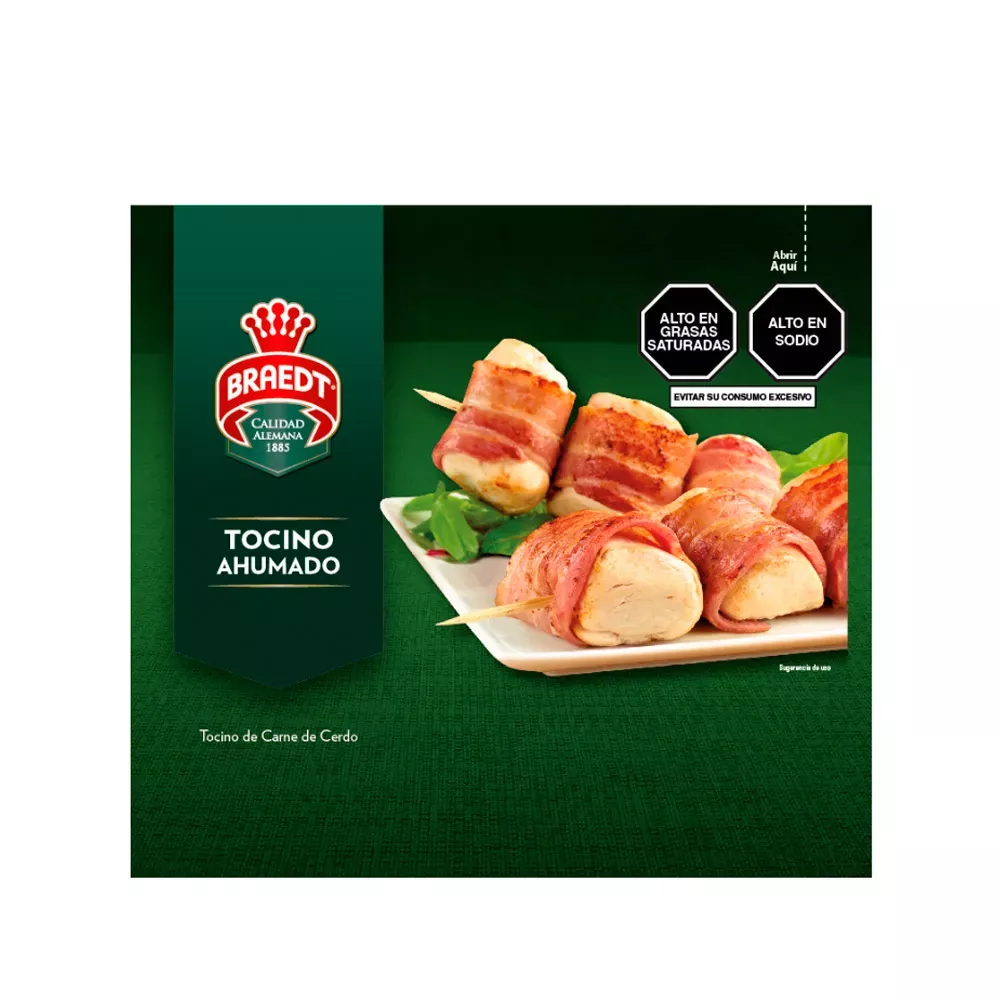 Abrir
Aquí
ALTO EN
GRASAS
SATURADAS
ALTO EN
SODIO
EVITAR SU CONSUMO EXCESIVO
BRAEDT
CALIDAD
ALEMANA
1885
TOCINO
AHUMADO
Sugerencia de uso
Tocino de Carne de Cerdo